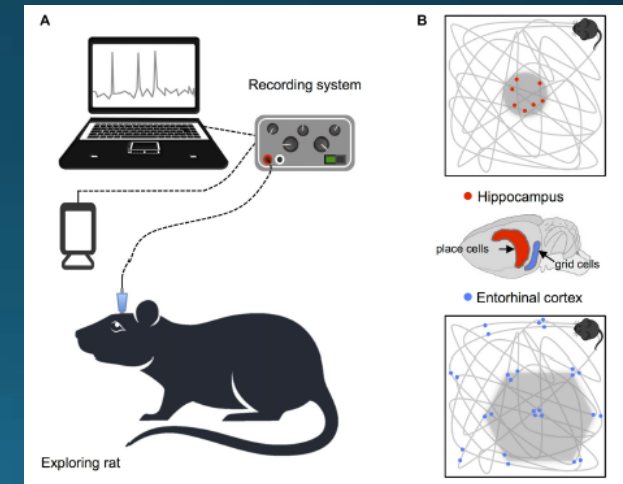 A
B
Recording system
Hippocampus
place cells
grid cells
Entorhinal cortex
Exploring rat